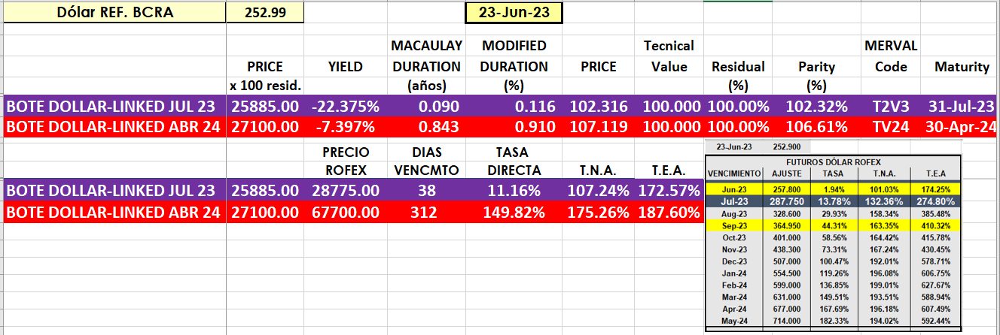 Dólar REF. BCRA 252.99 23-Jun-23
MACAULAY MODIFIED Tecnical MERVAL
PRICE YIELD DURATION DURATION PRICE Value Residual Parity Code Maturity
x 100 resid. (años) (%) (%) (%)
BOTE DOLLAR-LINKED JUL 23 25885.00 -22.375% 0.090 0.116 102.316 100.000 100.00% 102.32% T2V3 31-Jul-23
BOTE DOLLAR-LINKED ABR 24 27100.00 -7.397% 0.843 0.910 107.119 100.000 100.00% 106.61% TV24 30-Apr-24
PRECIO DIAS TASA
ROFEX VENCMTO DIRECTA T.N.A. T.E.A.
BOTE DOLLAR-LINKED JUL 23 25885.00 28775.00 38 11.16% 107.24% 172.57%
BOTE DOLLAR-LINKED ABR 24 27100.00 67700.00 312 149.82% 175.26% 187.60%
23-Jun-23 252.900
FUTUROS DÓLAR ROFEX
VENCIMIENTO AJUSTE TASA T.N.A. T.E.A
Jun-23 257.800 1.94% 101.03% 174.25%
Jul-23 287.750 13.78% 132.36% 274.80%
Aug-23 328.600 29.93% 158.34% 385.48%
Sep-23 364.950 44.31% 163.35% 410.32%
Oct-23 401.000 58.56% 164.42% 415.78%
Nov-23 438.300 73.31% 167.24% 430.45%
Dec-23 507.000 100.47% 192.01% 578.71%
Jan-24 554.500 119.26% 196.08% 606.75%
Feb-24 599.000 136.85% 199.01% 627.67%
Mar-24 631.000 149.51% 193.51% 588.94%
Apr-24 677.000 167.69% 196.18% 607.49%
May-24 714.000 182.33% 194.02% 592.44%